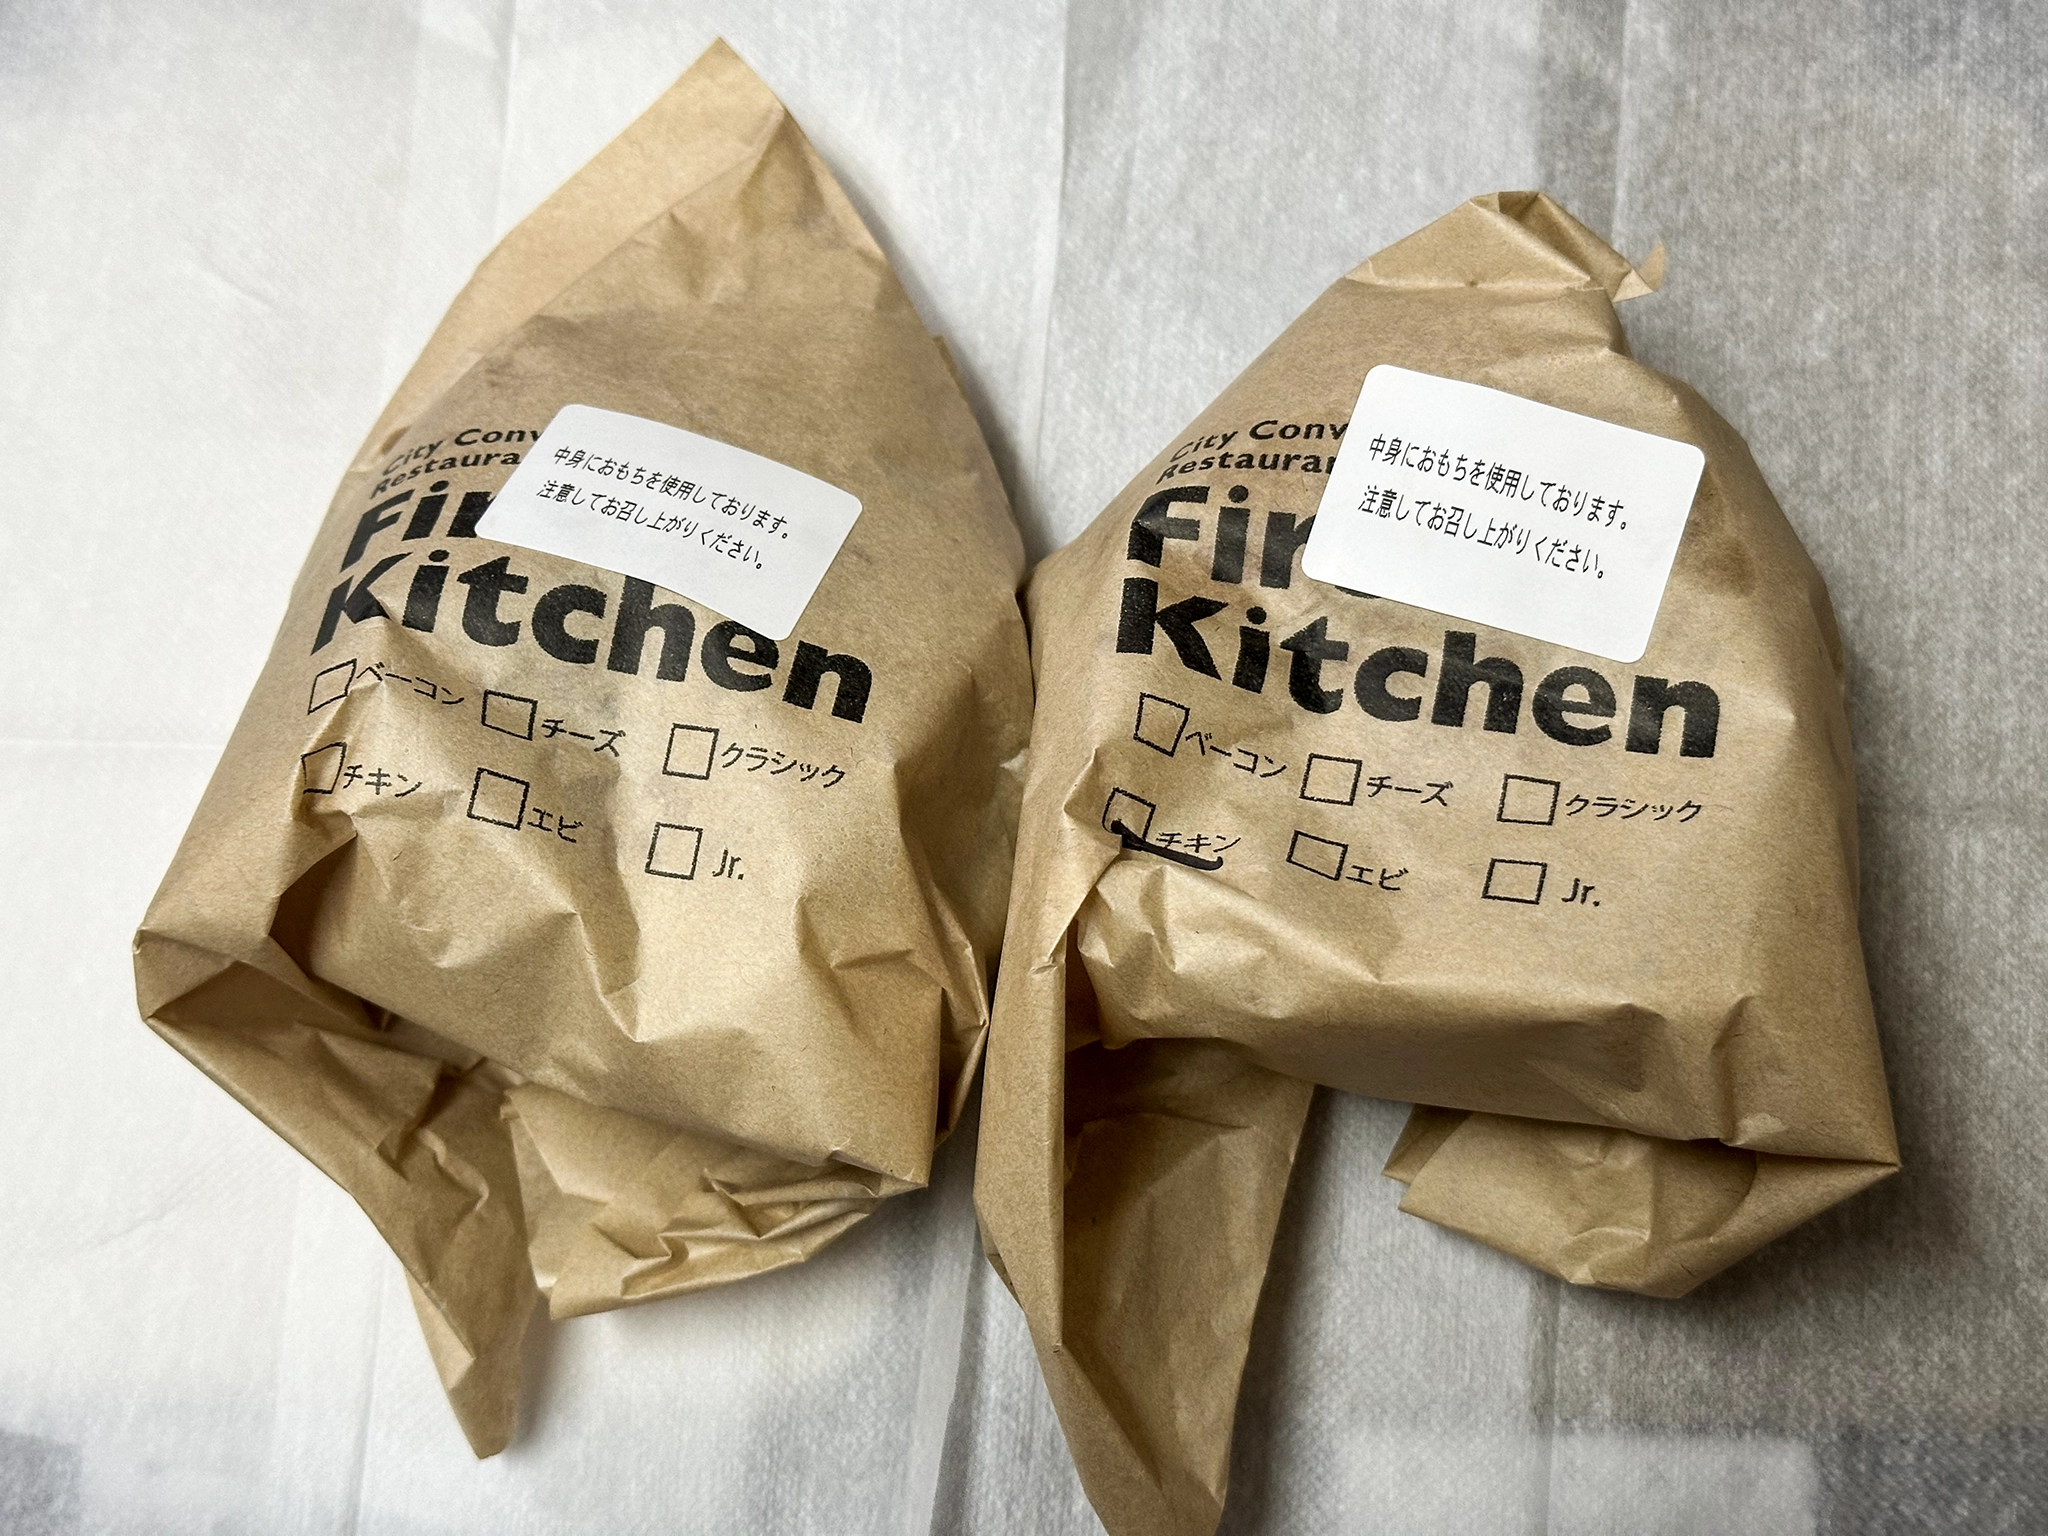 City Conv
Restaura
Fir
Kitchen
中身におもちを使用しております。
注意してお召し上がりください。
ベーコン チーズ クラシック
チキン エビ Jr.
City Conv
Restaura
Fir
Kitchen
中身におもちを使用しております。
注意してお召し上がりください。
ベーコン チーズ クラシック
チキン エビ Jr.